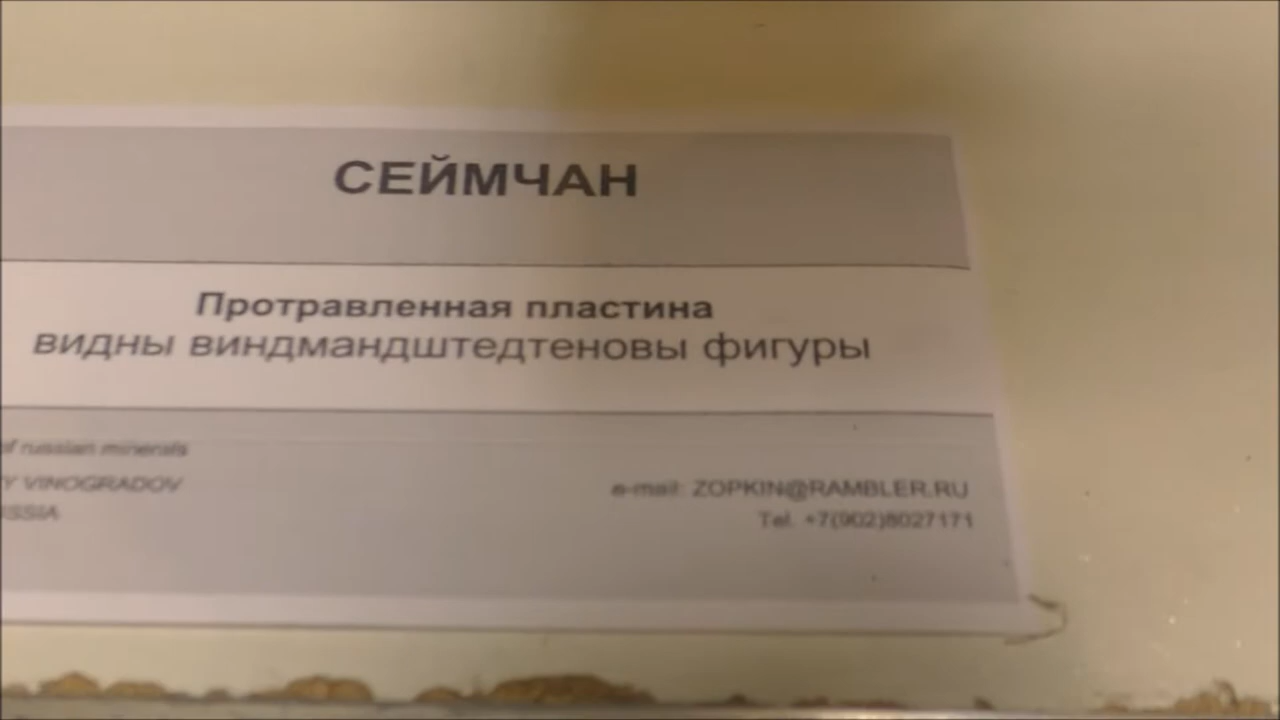 СЕЙМЧАН
Протравленная пластина
видны виндмандштедтеновы фигуры
of russian minerals
Y VINOGRADOV
SSIA
e-mail: ZOPKIN@RAMBLER.RU
Tel. +7(902)8027171